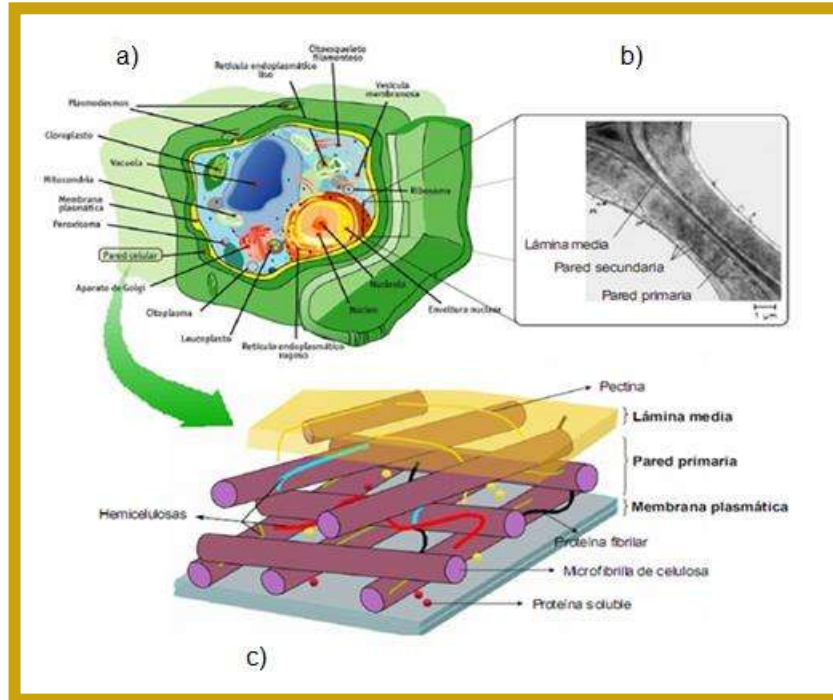 a)
Citoesqueleto
filamentoso
Retículo endoplasmático
liso
Vesícula
membranosa
Plasmodesmos
Cloroplasto
Vacuola
Mitocondria
Membrana
plasmática
Peroxisoma
Pared celular
Aparato de Golgi
Citoplasma
Leucoplasto
Retículo endoplasmático
rugoso
Núcleo
Nucléolo
Envoltura nuclear
Ribosoma
b)
Lámina media
Pared secundaria
Pared primaria
1 µm
Pectina
Lámina media
Pared primaria
Membrana plasmática
Hemicelulosas
Proteína fibrilar
Microfibrilla de celulosa
Proteína soluble
c)